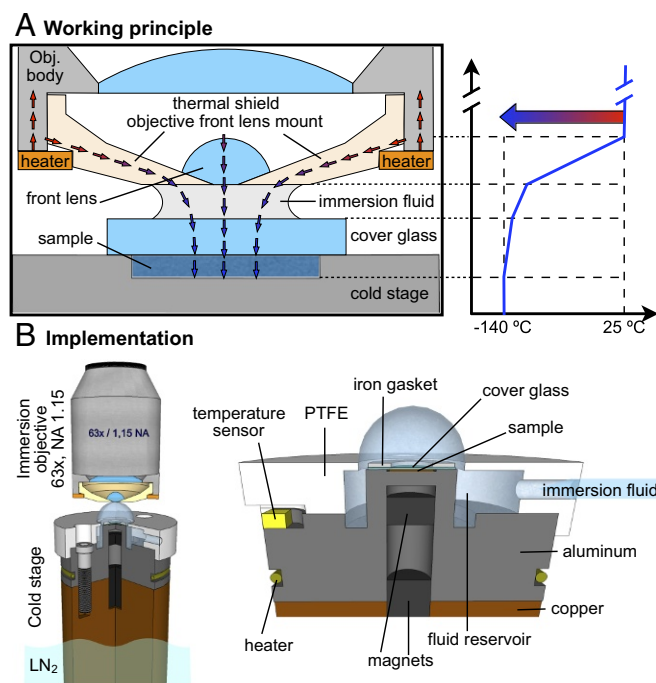 A Working principle
Obj.
body
thermal shield
objective front lens mount
heater
heater
front lens
immersion fluid
sample
cover glass
cold stage
-140 ºC
25 ºC
B Implementation
Immersion
objective
63x, NA 1.15
63x / 1,15 NA
Cold stage
LN2
iron gasket
cover glass
temperature
sensor
PTFE
sample
immersion fluid
aluminum
copper
heater
fluid reservoir
magnets